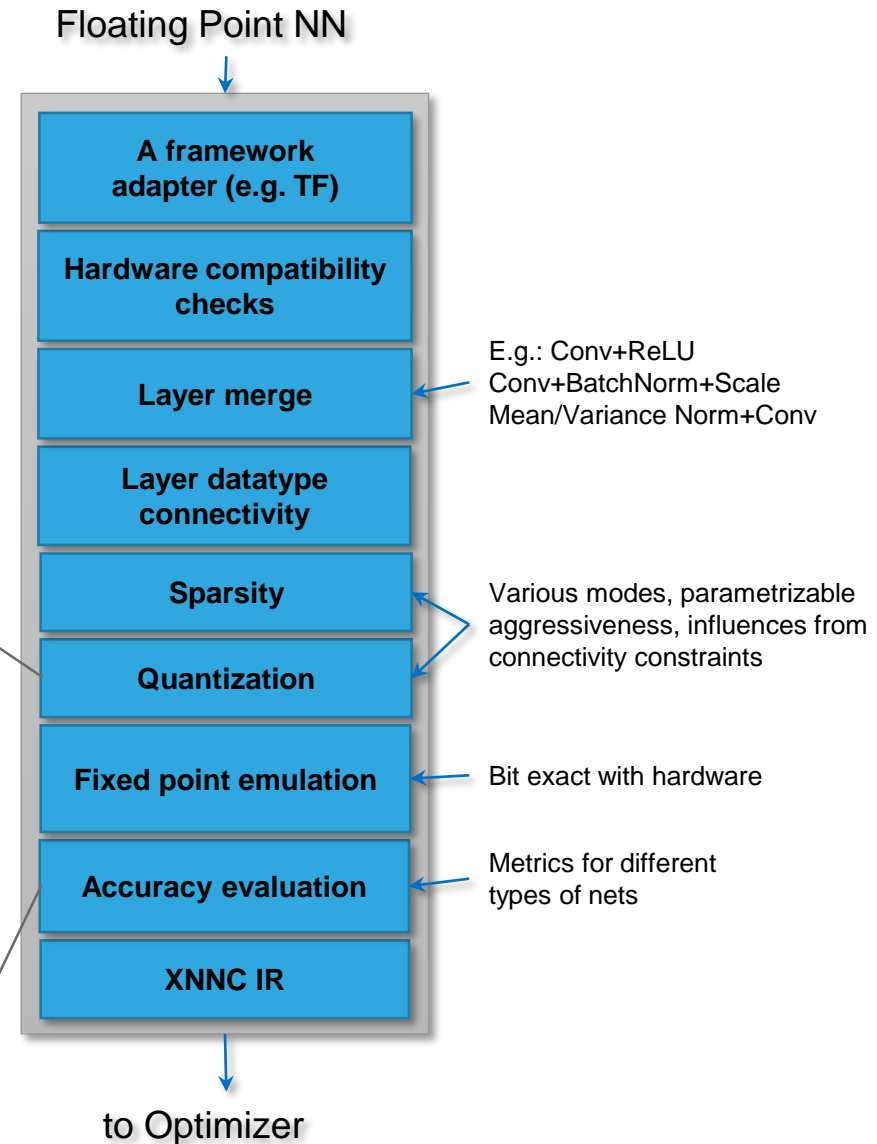 Floating Point NN
A framework
adapter (e.g. TF)
Hardware compatibility
checks
Layer merge
E.g.: Conv+ReLU
Conv+BatchNorm+Scale
Mean/Variance Norm+Conv
Layer datatype
connectivity
Sparsity
Various modes, parametrizable
aggressiveness, influences from
connectivity constraints
Quantization
Fixed point emulation
Bit exact with hardware
Accuracy evaluation
Metrics for different
types of nets
XNNC IR
to Optimizer